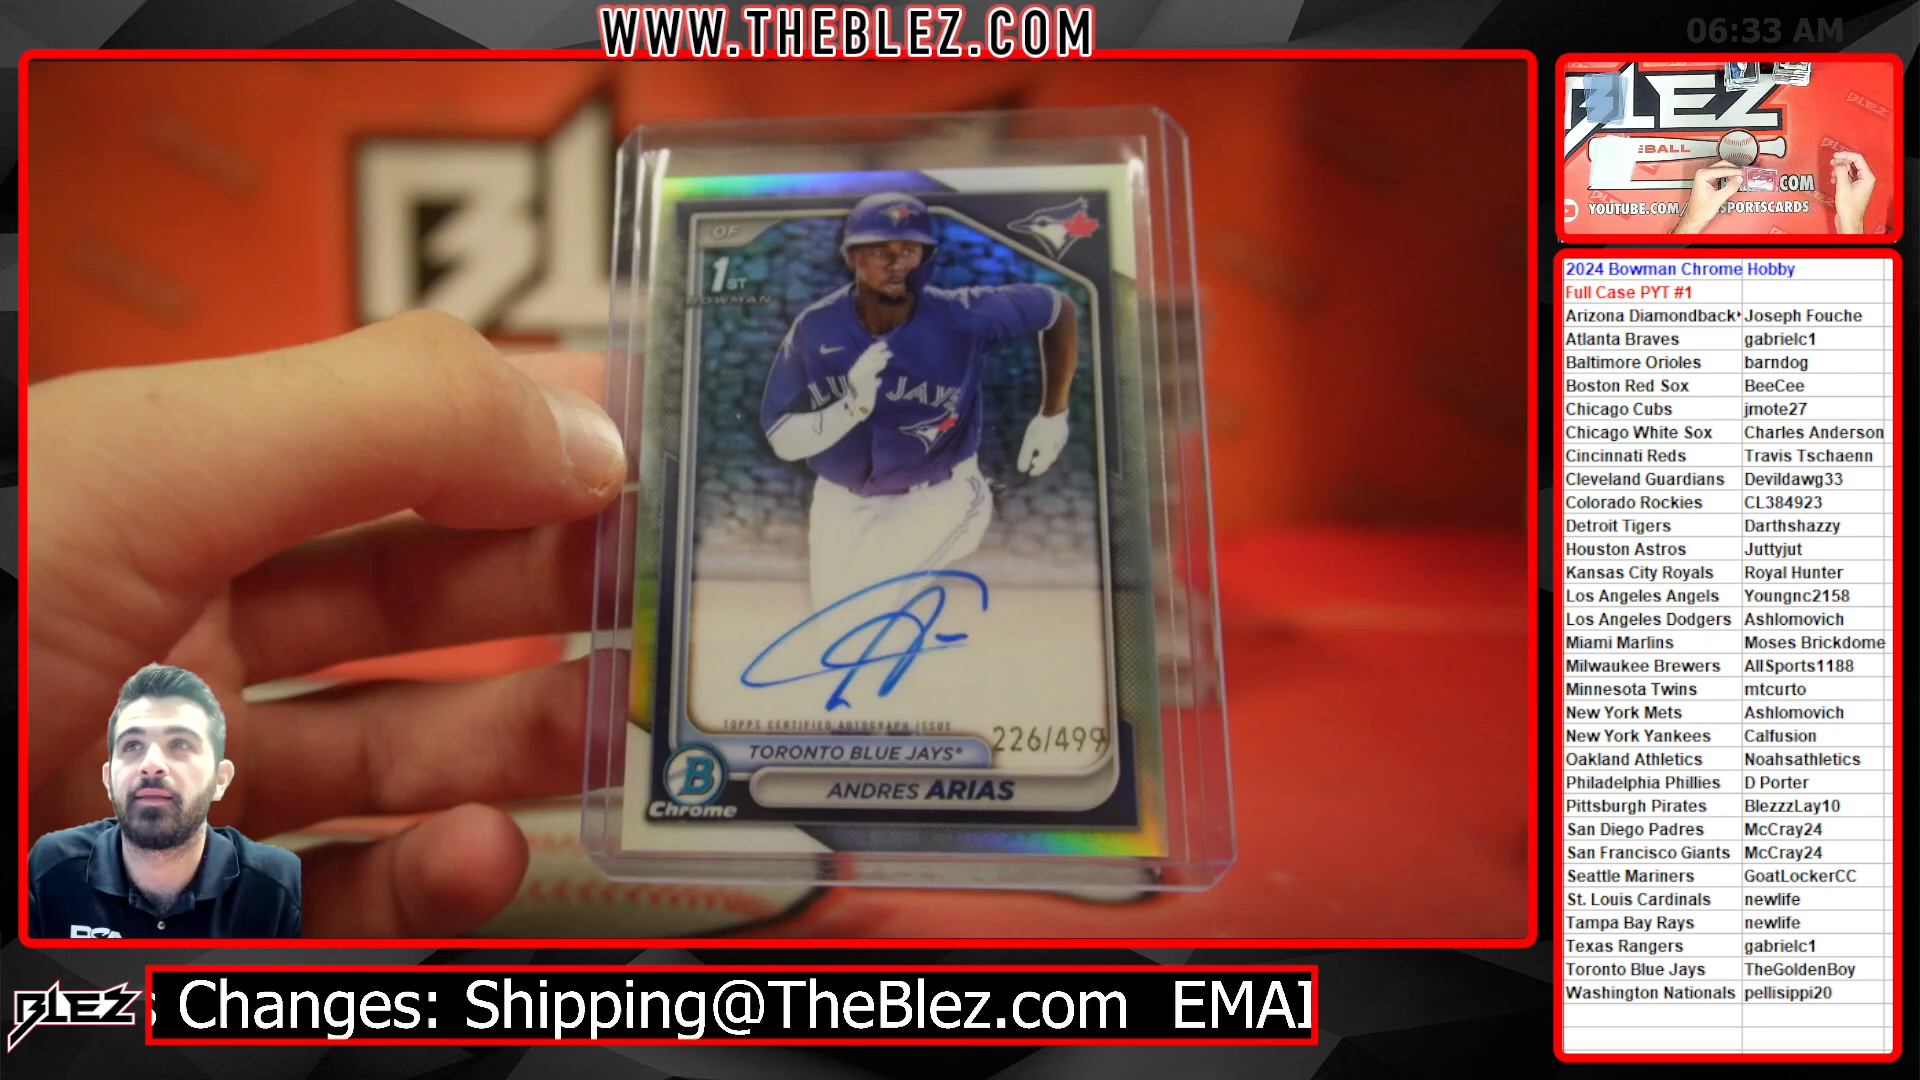 WWW.THEBLEZ.COM
06:33 AM
BL
OF
1ST
BOWMAN
BLU JAYS
TOPPS CERTIFIED AUTOGRAPH ISSUE
226/499
TORONTO BLUE JAYS®
ANDRES ARIAS
B
Chrome
BLEZ
BLEZ
BALL
COM
YOUTUBE.COM/ SPORTSCARDS
2024 Bowman Chrome Hobby
Full Case PYT #1
Arizona Diamondback Joseph Fouche
Atlanta Braves gabrielc1
Baltimore Orioles barndog
Boston Red Sox BeeCee
Chicago Cubs jmote27
Chicago White Sox Charles Anderson
Cincinnati Reds Travis Tschaenn
Cleveland Guardians Devildawg33
Colorado Rockies CL384923
Detroit Tigers Darthshazzy
Houston Astros Juttyjut
Kansas City Royals Royal Hunter
Los Angeles Angels Youngnc2158
Los Angeles Dodgers Ashlomovich
Miami Marlins Moses Brickdome
Milwaukee Brewers AllSports1188
Minnesota Twins mtcurto
New York Mets Ashlomovich
New York Yankees Calfusion
Oakland Athletics Noahsathletics
Philadelphia Phillies D Porter
Pittsburgh Pirates BlezzzLay10
San Diego Padres McCray24
San Francisco Giants McCray24
Seattle Mariners GoatLockerCC
St. Louis Cardinals newlife
Tampa Bay Rays newlife
Texas Rangers gabrielc1
Toronto Blue Jays TheGoldenBoy
Washington Nationals pellisippi20
BLEZ
s Changes: Shipping@TheBlez.com EMAI